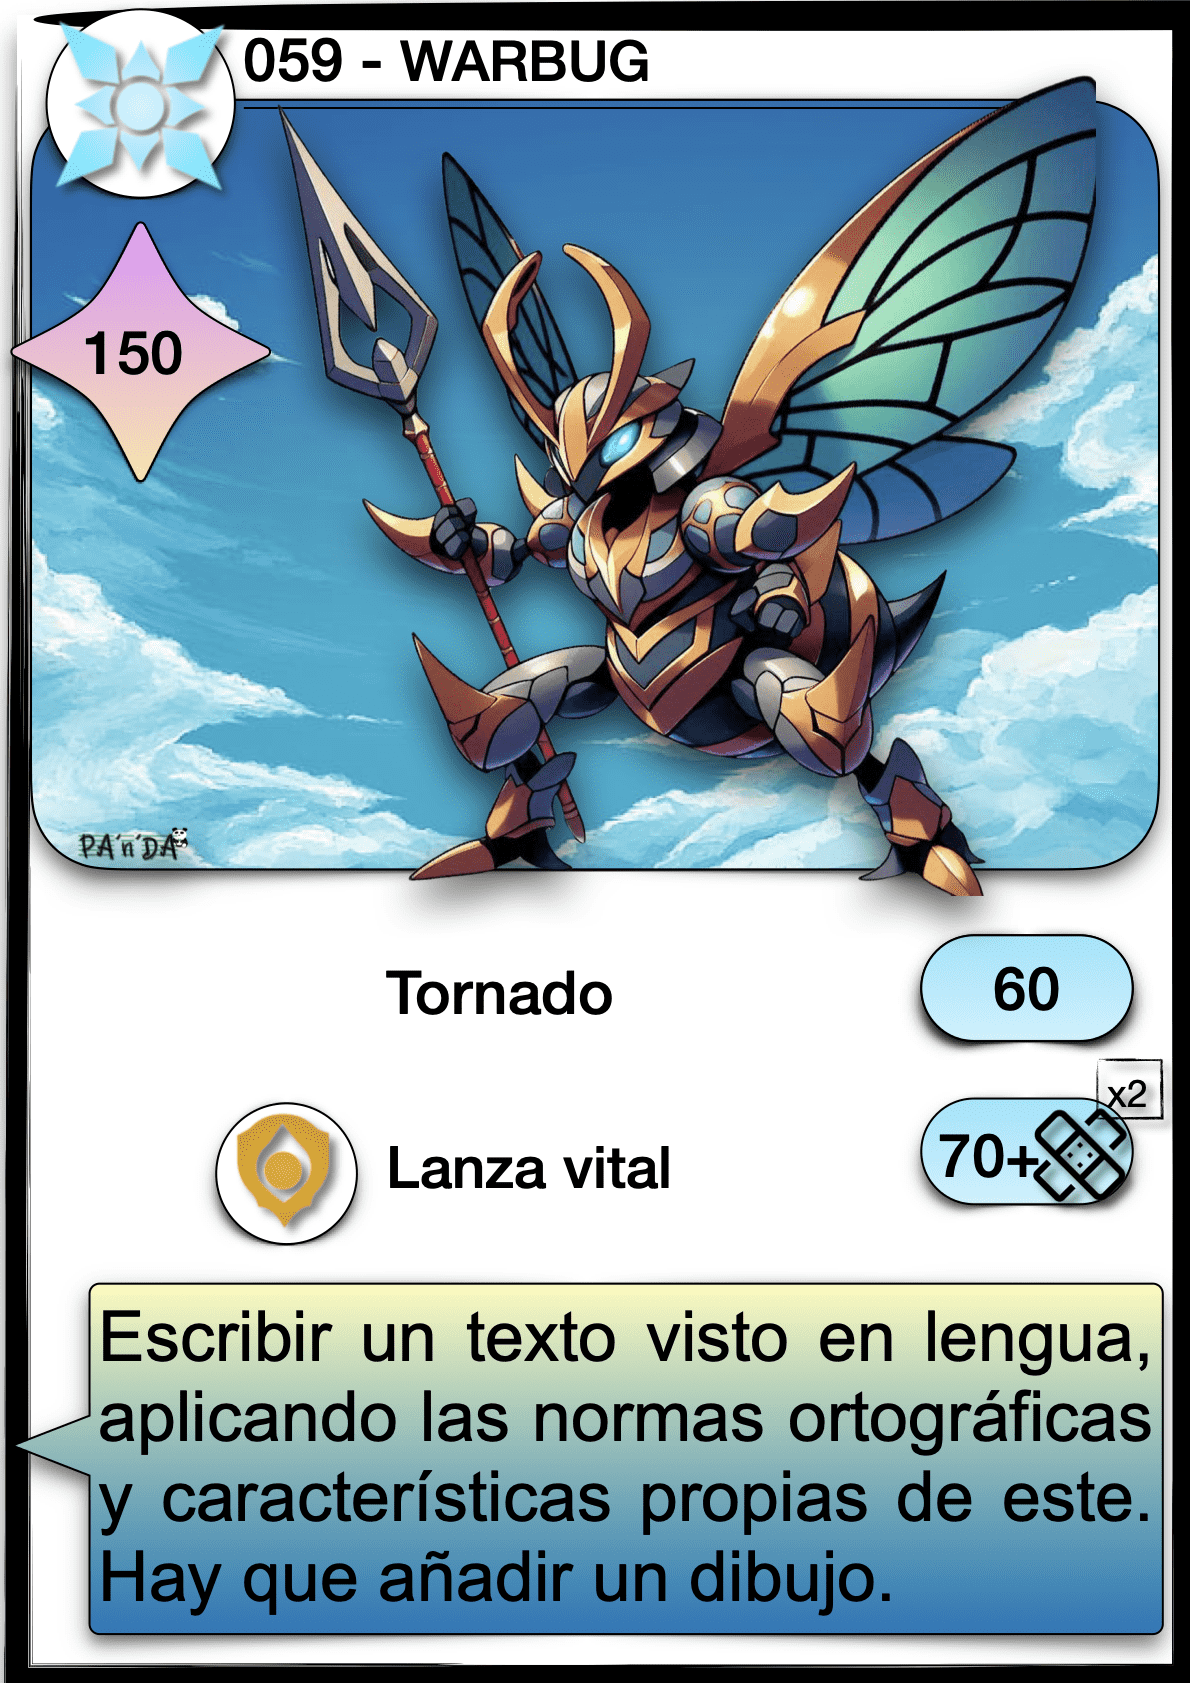 059 - WARBUG
150
PA'n'DA
Tornado
60
x2
Lanza vital
70+
Escribir un texto visto en lengua,
aplicando las normas ortográficas
y características propias de este.
Hay que añadir un dibujo.